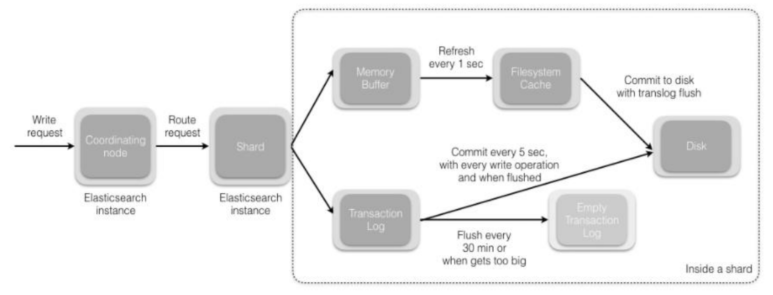 Write
request
Coordinating
node
Elasticsearch
instance
Route
request
Shard
Elasticsearch
instance
Memory
Buffer
Refresh
every 1 sec
Filesystem
Cache
Commit to disk
with translog flush
Disk
Commit every 5 sec,
with every write operation
and when flushed
Transaction
Log
Flush every
30 min or
when gets too big
Empty
Transaction
Log
Inside a shard